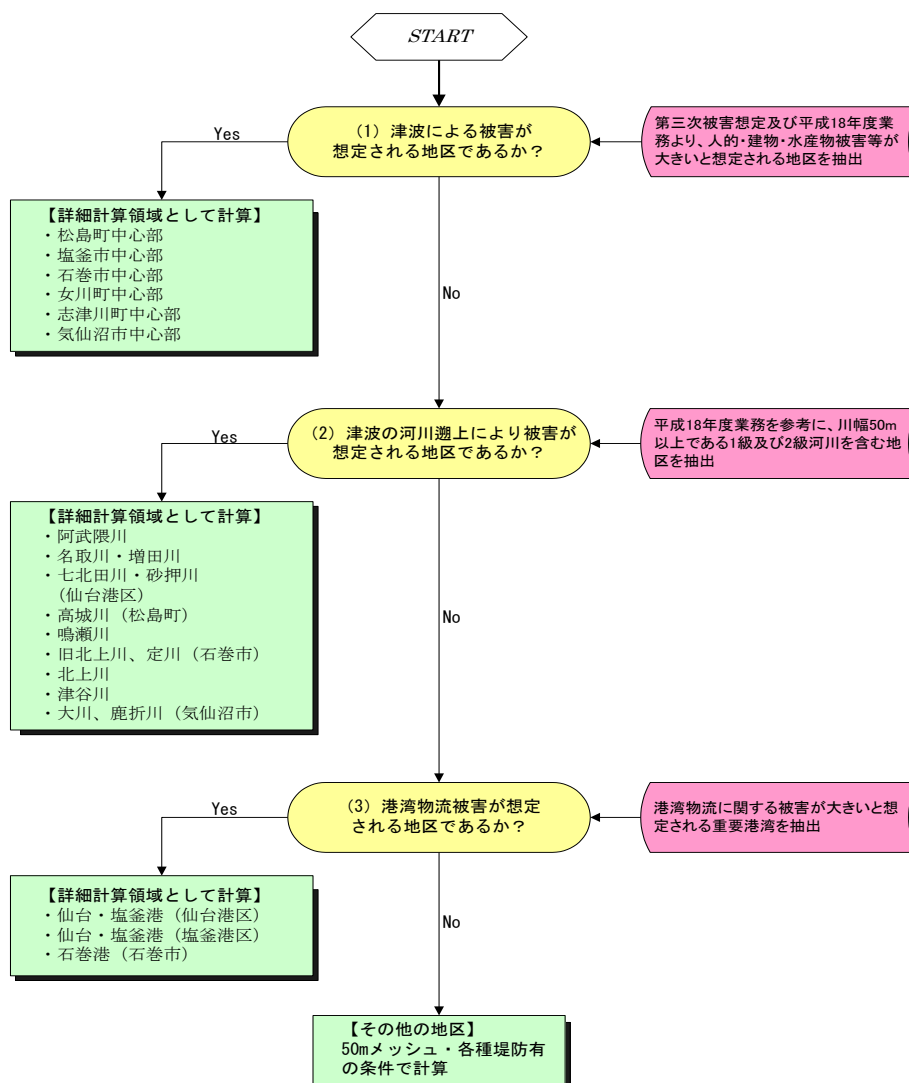 START
(1) 津波による被害が
想定される地区であるか？
第三次被害想定及び平成18年度業
務より、人的・建物・水産物被害等が
大きいと想定される地区を抽出
Yes
【詳細計算領域として計算】
・松島町中心部
・塩釜市中心部
・石巻市中心部
・女川町中心部
・志津川町中心部
・気仙沼市中心部
No
(2) 津波の河川遡上により被害が
想定される地区であるか？
平成18年度業務を参考に、川幅50m
以上である1級及び2級河川を含む地
区を抽出
Yes
【詳細計算領域として計算】
・阿武隈川
・名取川・増田川
・七北田川・砂押川
(仙台港区)
・高城川（松島町）
・鳴瀬川
・旧北上川、定川（石巻市）
・北上川
・津谷川
・大川、鹿折川（気仙沼市）
No
(3) 港湾物流被害が想定
される地区であるか？
港湾物流に関する被害が大きいと想
定される重要港湾を抽出
Yes
【詳細計算領域として計算】
・仙台・塩釜港（仙台港区）
・仙台・塩釜港（塩釜港区）
・石巻港（石巻市）
No
【その他の地区】
50mメッシュ・各種堤防有
の条件で計算